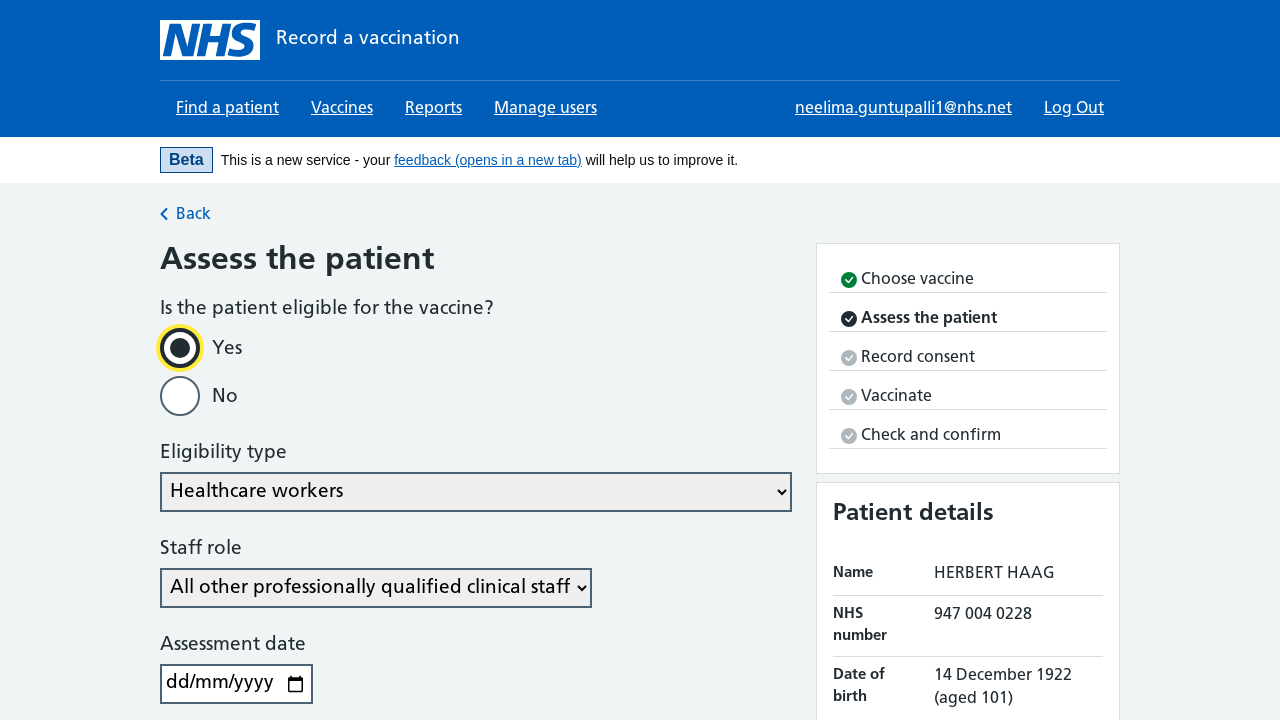 NHS Record a vaccination
Find a patient Vaccines Reports Manage users neelima.guntupalli1@nhs.net Log Out
Beta This is a new service - your feedback (opens in a new tab) will help us to improve it.
Back
Assess the patient
Is the patient eligible for the vaccine?
Yes
No
Eligibility type
Healthcare workers
Staff role
All other professionally qualified clinical staff
Assessment date
dd/mm/yyyy
Choose vaccine
Assess the patient
Record consent
Vaccinate
Check and confirm
Patient details
Name HERBERT HAAG
NHS number 947 004 0228
Date of birth 14 December 1922
(aged 101)